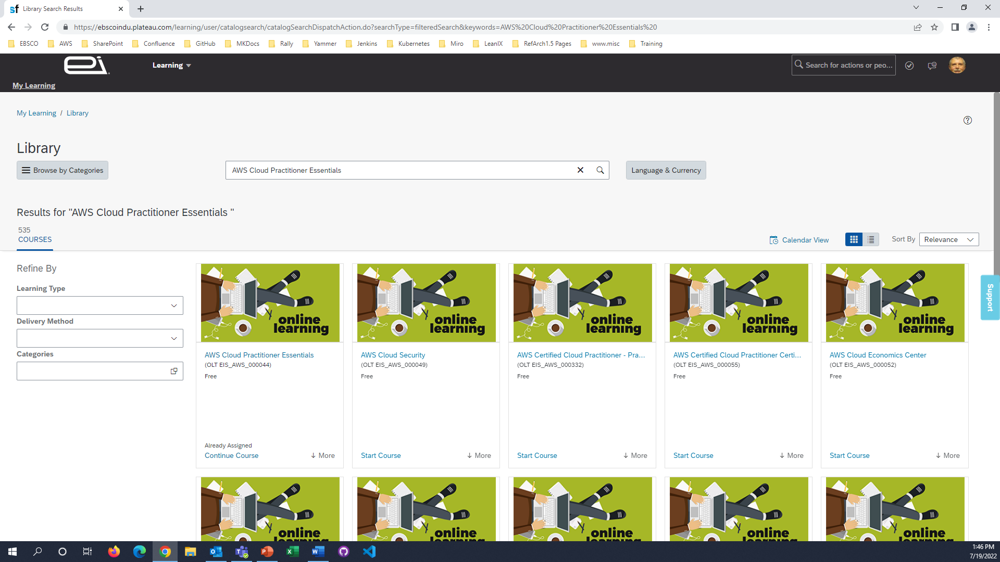 sf Library Search Results
https://ebscoindu.plateau.com/learning/user/catalogsearch/catalogSearchDispatchAction.do?searchType=filteredSearch&keywords=AWS%20Cloud%20Practitioner%20Essentials%20
EBSCO AWS SharePoint Confluence GitHub MKDocs Rally Yammer Jenkins Kubernetes Miro LeanIX RefArch1.5 Pages www.misc Training
ei Learning Search for actions or peo...
My Learning
My Learning / Library
Library
Browse by Categories AWS Cloud Practitioner Essentials Language & Currency
Results for "AWS Cloud Practitioner Essentials "
535
COURSES
Calendar View Sort By Relevance
Refine By
Learning Type
Delivery Method
Categories
online learning
AWS Cloud Practitioner Essentials
(OLT EIS_AWS_000044)
Free
Already Assigned
Continue Course More
online learning
AWS Cloud Security
(OLT EIS_AWS_000049)
Free
Start Course More
online learning
AWS Certified Cloud Practitioner - Pra...
(OLT EIS_AWS_000332)
Free
Start Course More
online learning
AWS Certified Cloud Practitioner Certi...
(OLT EIS_AWS_000055)
Free
Start Course More
online learning
AWS Cloud Economics Center
(OLT EIS_AWS_000052)
Free
Start Course More
Support
online
online
online
online
online
1:46 PM
7/19/2022